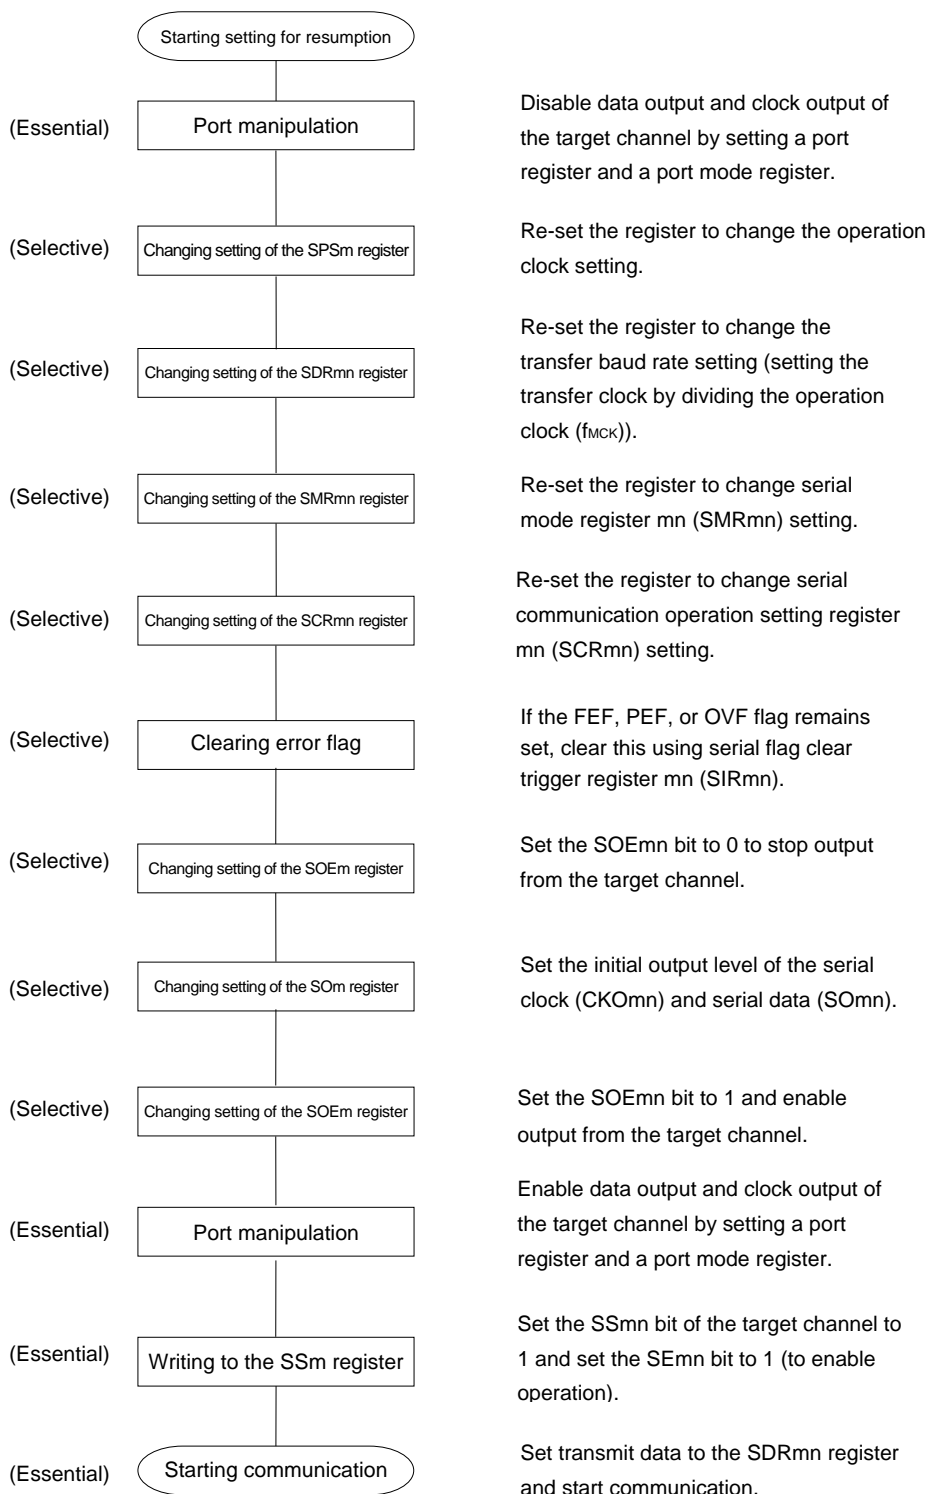 Starting setting for resumption
(Essential)
Port manipulation
Disable data output and clock output of
the target channel by setting a port
register and a port mode register.
(Selective)
Changing setting of the SPSm register
Re-set the register to change the operation
clock setting.
(Selective)
Changing setting of the SDRmn register
Re-set the register to change the
transfer baud rate setting (setting the
transfer clock by dividing the operation
clock (fMCK)).
(Selective)
Changing setting of the SMRmn register
Re-set the register to change serial
mode register mn (SMRmn) setting.
(Selective)
Changing setting of the SCRmn register
Re-set the register to change serial
communication operation setting register
mn (SCRmn) setting.
(Selective)
Clearing error flag
If the FEF, PEF, or OVF flag remains
set, clear this using serial flag clear
trigger register mn (SIRmn).
(Selective)
Changing setting of the SOEm register
Set the SOEmn bit to 0 to stop output
from the target channel.
(Selective)
Changing setting of the SOm register
Set the initial output level of the serial
clock (CKOmn) and serial data (SOmn).
(Selective)
Changing setting of the SOEm register
Set the SOEmn bit to 1 and enable
output from the target channel.
(Essential)
Port manipulation
Enable data output and clock output of
the target channel by setting a port
register and a port mode register.
(Essential)
Writing to the SSm register
Set the SSmn bit of the target channel to
1 and set the SEmn bit to 1 (to enable
operation).
(Essential)
Starting communication
Set transmit data to the SDRmn register
and start communication.